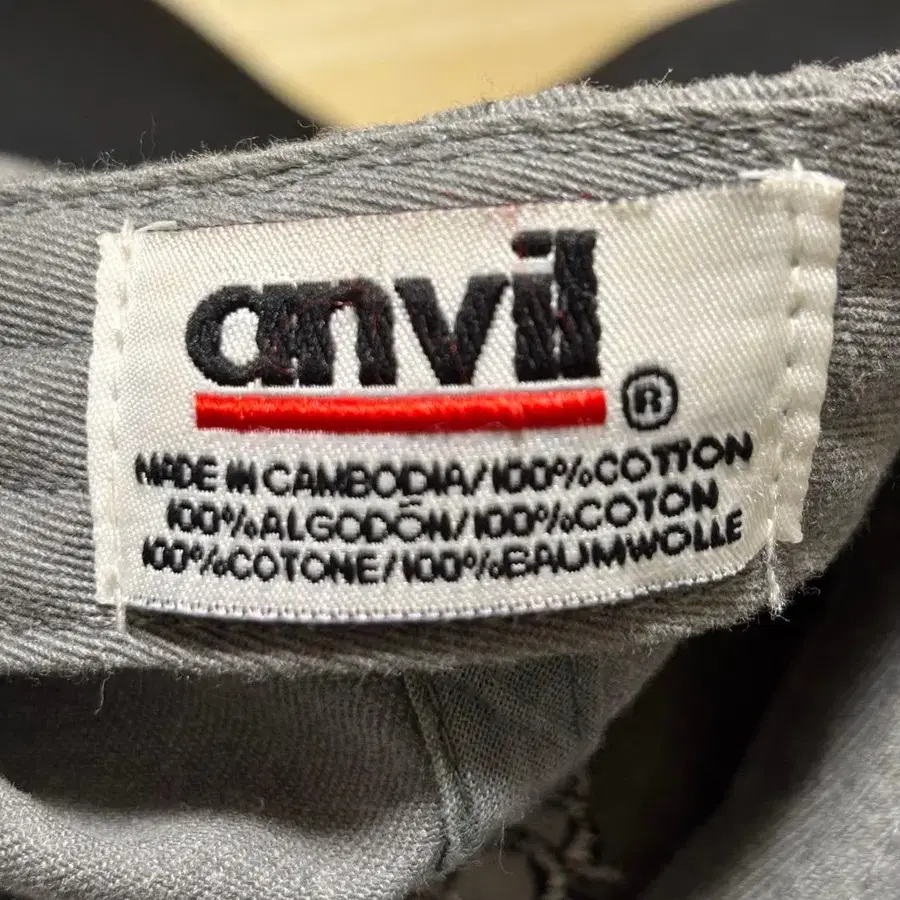 anvil ®
MADE IN CAMBODIA/100%COTTON
100%ALGODÓN/100%COTON
100%COTONE/100%BAUMWOLLE